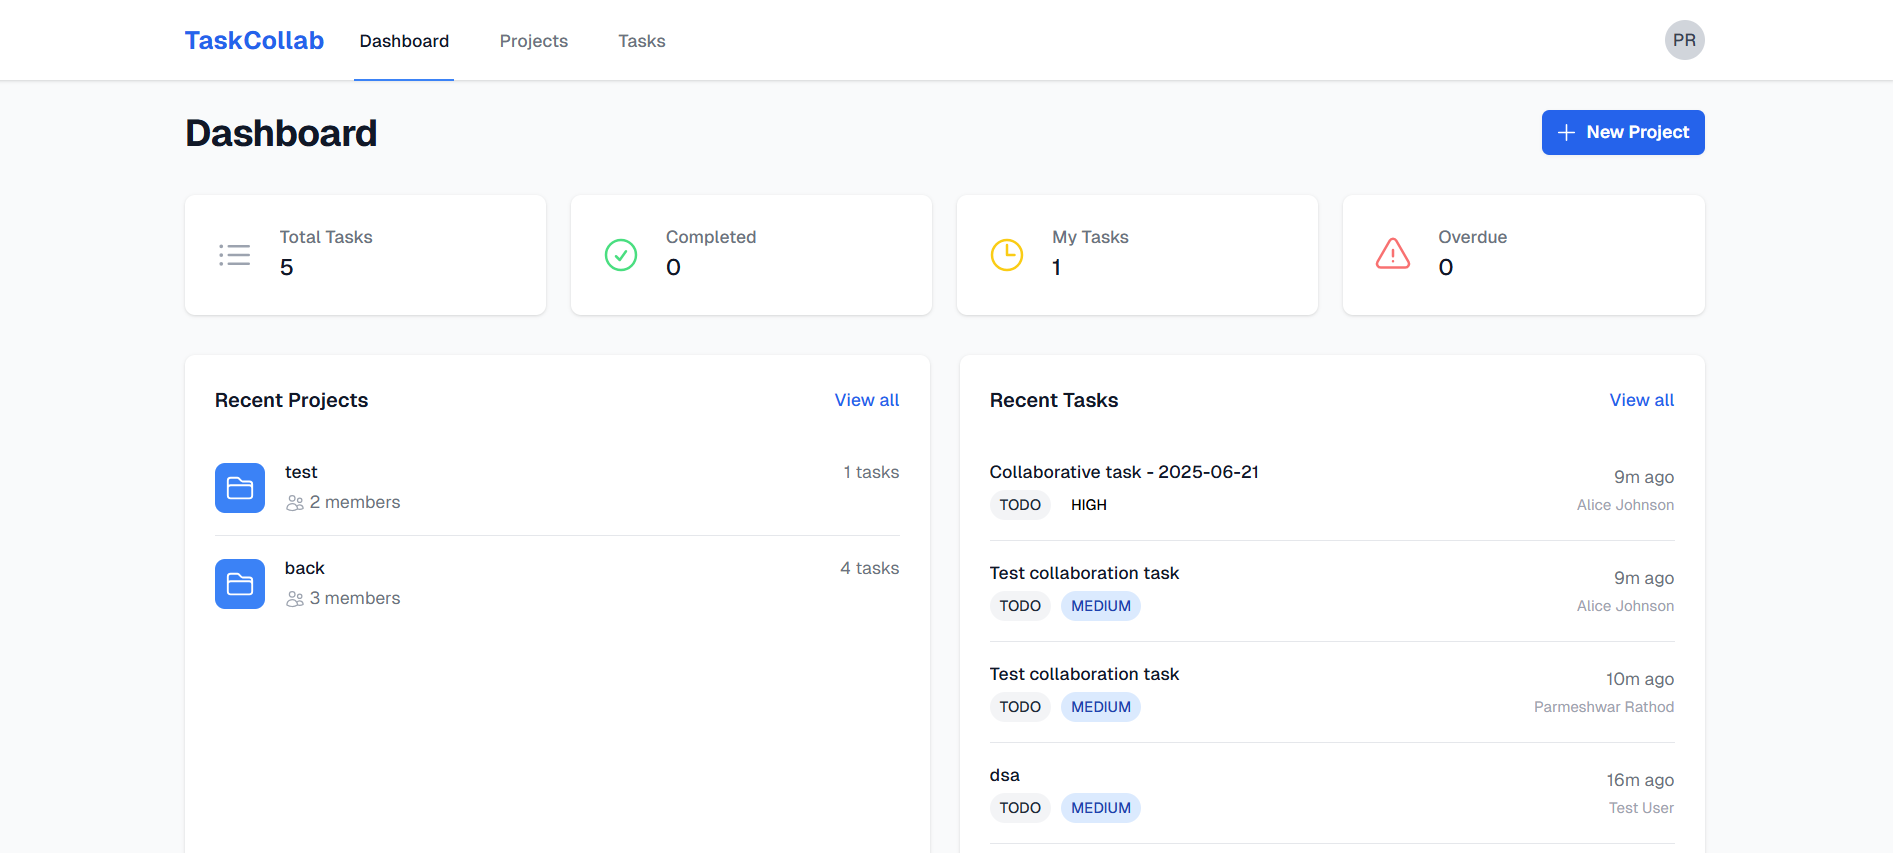 TaskCollab Dashboard Projects Tasks PR
Dashboard
New Project
Total Tasks
5
Completed
0
My Tasks
1
Overdue
0
Recent Projects View all
test 1 tasks
2 members
back 4 tasks
3 members
Recent Tasks View all
Collaborative task - 2025-06-21 9m ago
TODO HIGH Alice Johnson
Test collaboration task 9m ago
TODO MEDIUM Alice Johnson
Test collaboration task 10m ago
TODO MEDIUM Parmeshwar Rathod
dsa 16m ago
TODO MEDIUM Test User